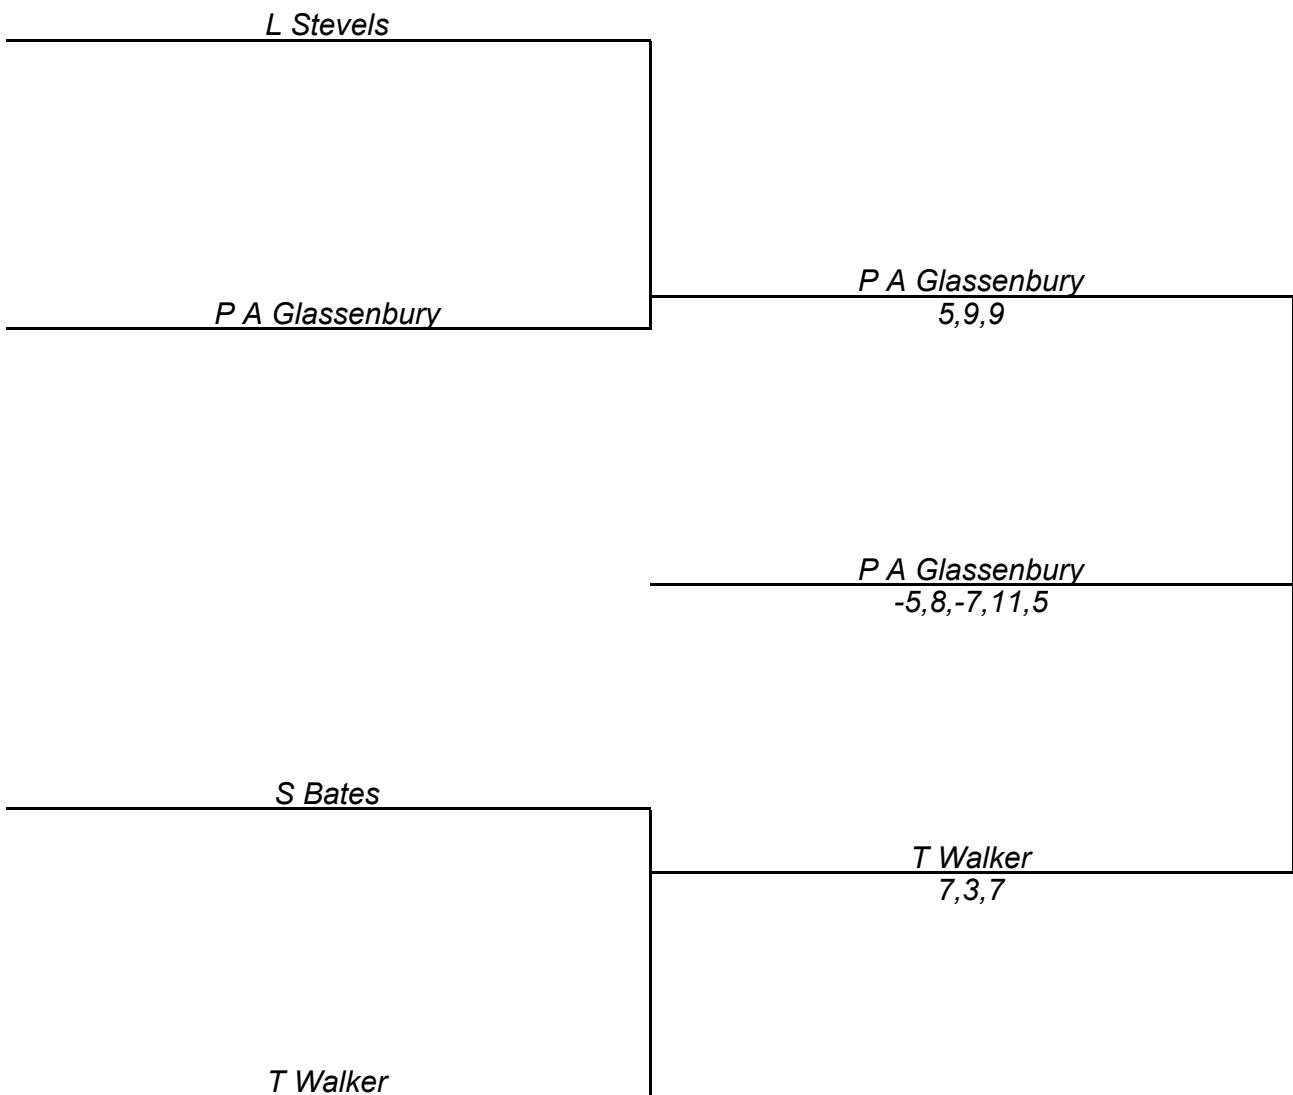 L Stevels
P A Glassenbury
P A Glassenbury
5,9,9
P A Glassenbury
-5,8,-7,11,5
S Bates
T Walker
7,3,7
T Walker